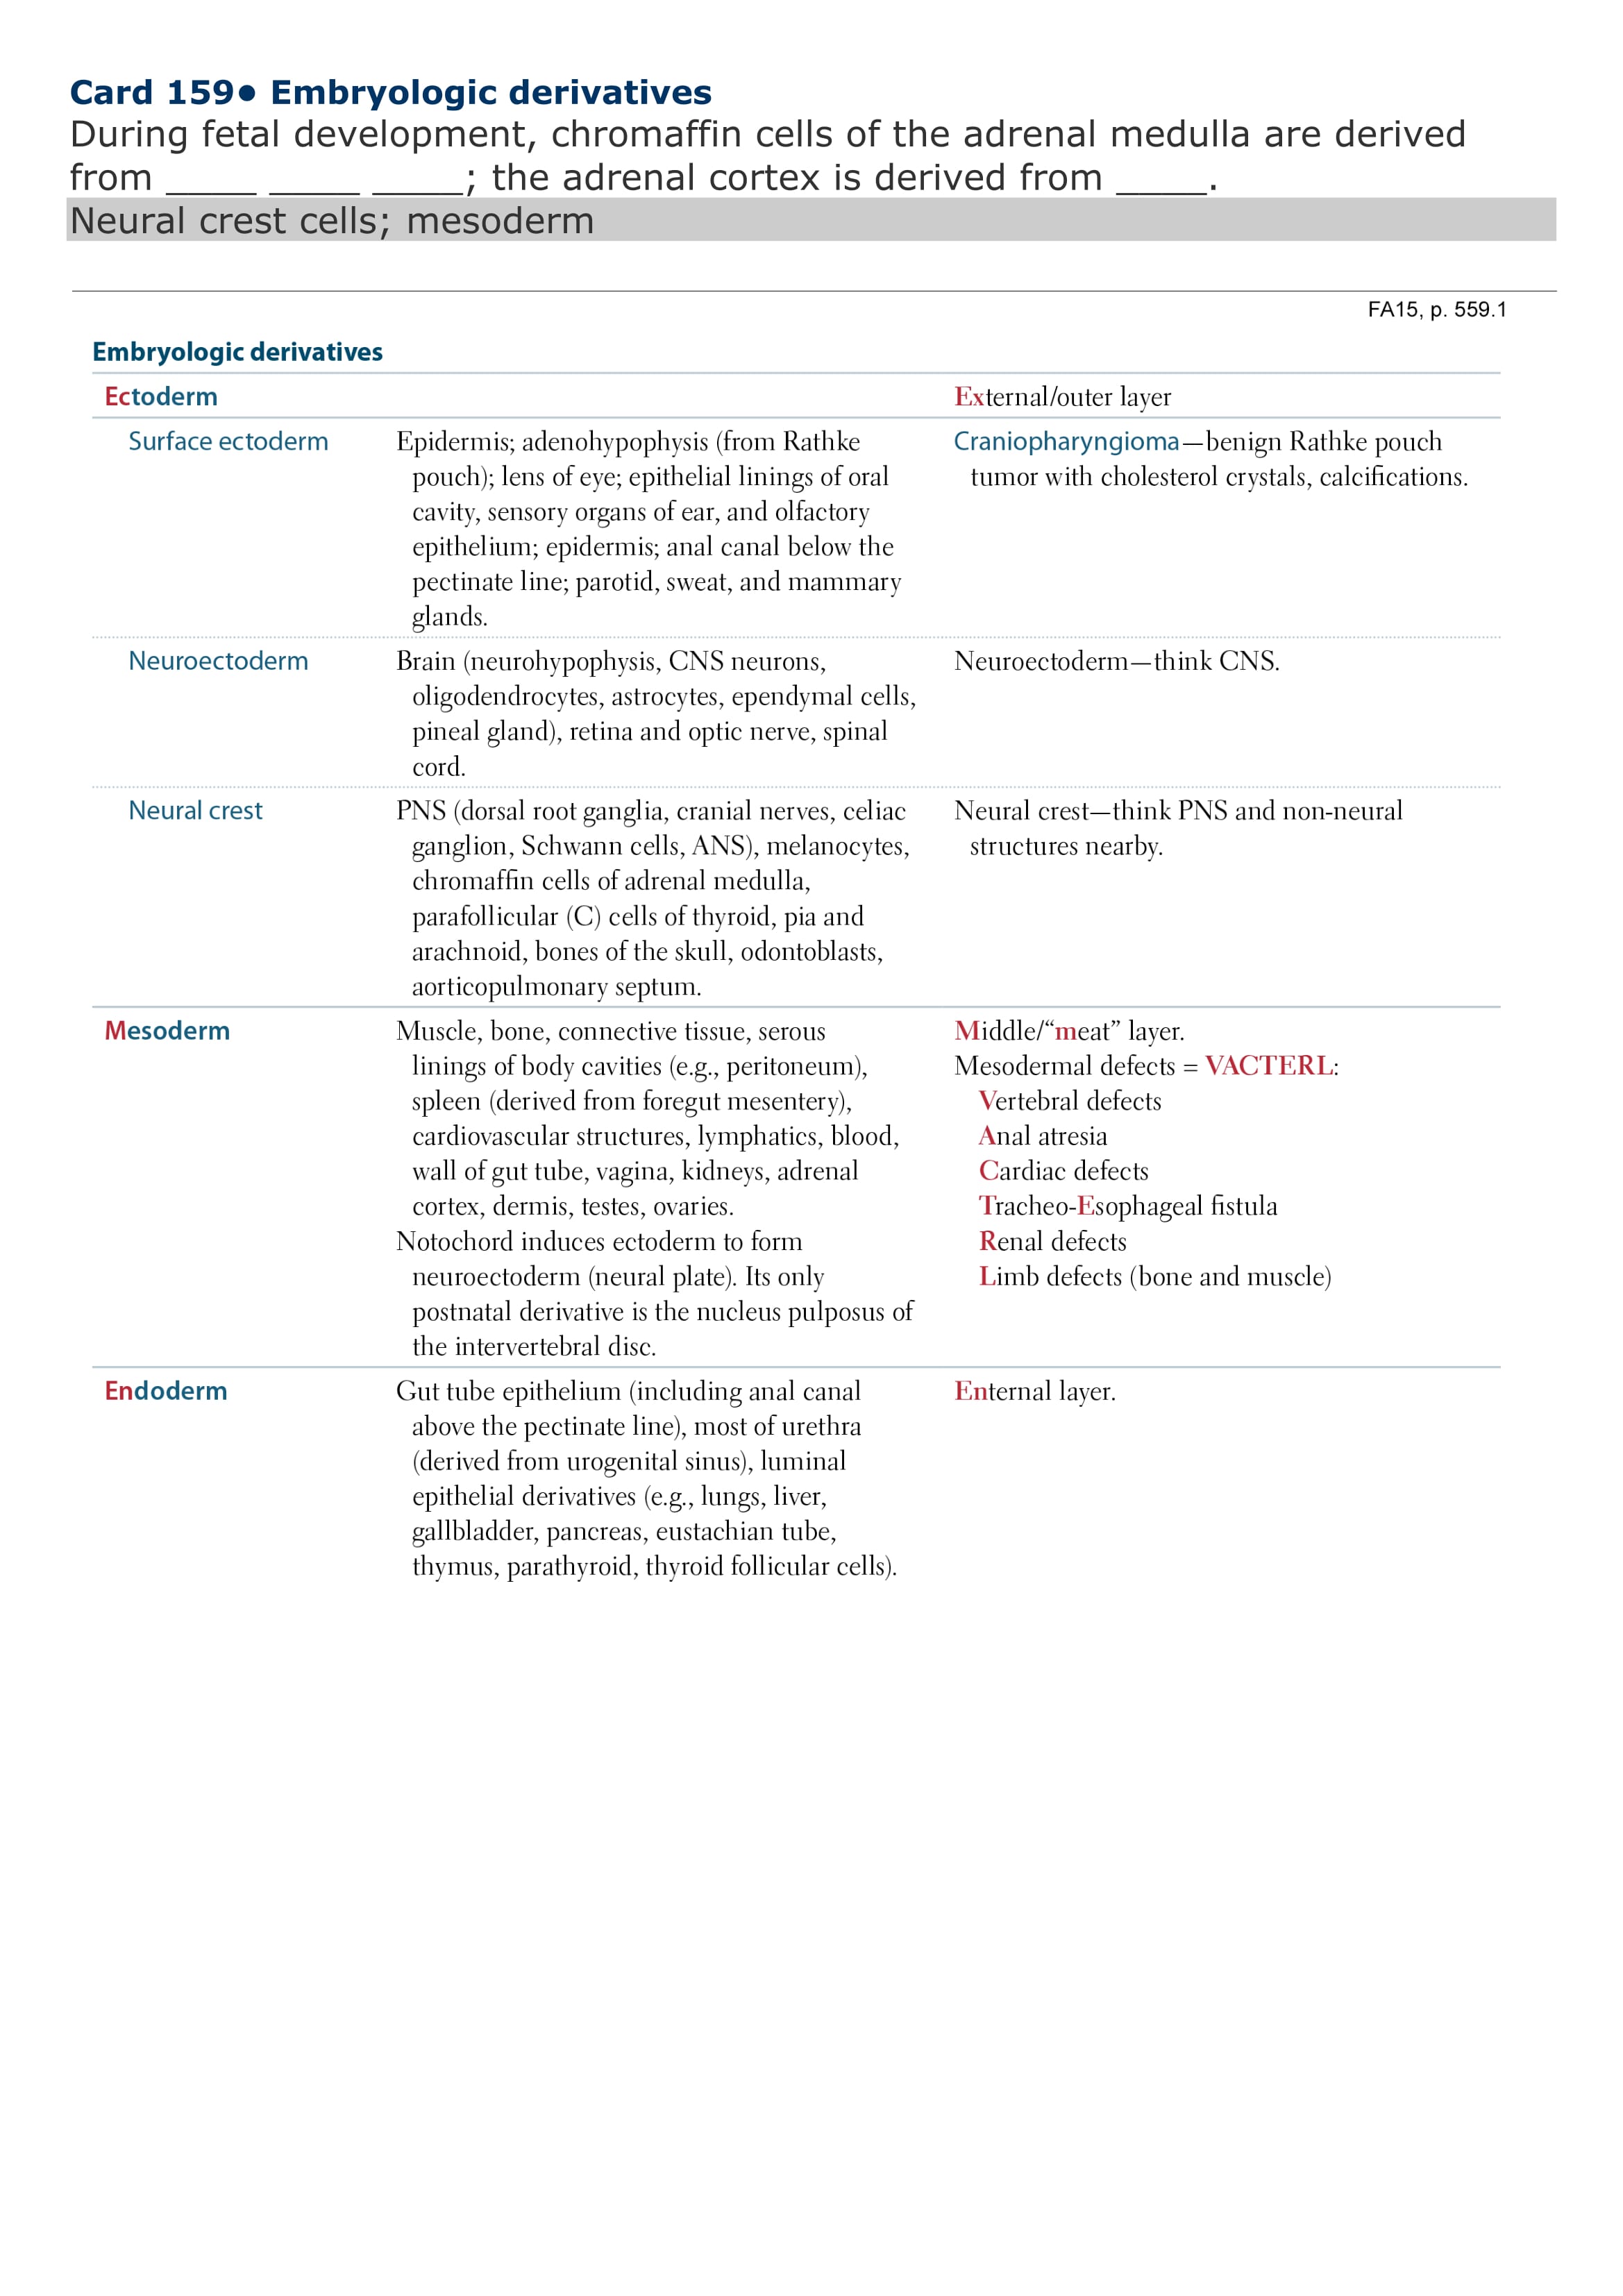 Card 159• Embryologic derivatives
During fetal development, chromaffin cells of the adrenal medulla are derived
from ____ ____ ____; the adrenal cortex is derived from ____.
Neural crest cells; mesoderm
FA15, p. 559.1
Embryologic derivatives
Ectoderm
External/outer layer
Surface ectoderm
Epidermis; adenohypophysis (from Rathke
pouch); lens of eye; epithelial linings of oral
cavity, sensory organs of ear, and olfactory
epithelium; epidermis; anal canal below the
pectinate line; parotid, sweat, and mammary
glands.
Craniopharyngioma—benign Rathke pouch
tumor with cholesterol crystals, calcifications.
Neuroectoderm
Brain (neurohypophysis, CNS neurons,
oligodendrocytes, astrocytes, ependymal cells,
pineal gland), retina and optic nerve, spinal
cord.
Neuroectoderm—think CNS.
Neural crest
PNS (dorsal root ganglia, cranial nerves, celiac
ganglion, Schwann cells, ANS), melanocytes,
chromaffin cells of adrenal medulla,
parafollicular (C) cells of thyroid, pia and
arachnoid, bones of the skull, odontoblasts,
aorticopulmonary septum.
Neural crest—think PNS and non-neural
structures nearby.
Mesoderm
Muscle, bone, connective tissue, serous
linings of body cavities (e.g., peritoneum),
spleen (derived from foregut mesentery),
cardiovascular structures, lymphatics, blood,
wall of gut tube, vagina, kidneys, adrenal
cortex, dermis, testes, ovaries.
Notochord induces ectoderm to form
neuroectoderm (neural plate). Its only
postnatal derivative is the nucleus pulposus of
the intervertebral disc.
Middle/“meat” layer.
Mesodermal defects = VACTERL:
Vertebral defects
Anal atresia
Cardiac defects
Tracheo-Esophageal fistula
Renal defects
Limb defects (bone and muscle)
Endoderm
Gut tube epithelium (including anal canal
above the pectinate line), most of urethra
(derived from urogenital sinus), luminal
epithelial derivatives (e.g., lungs, liver,
gallbladder, pancreas, eustachian tube,
thymus, parathyroid, thyroid follicular cells).
Enternal layer.